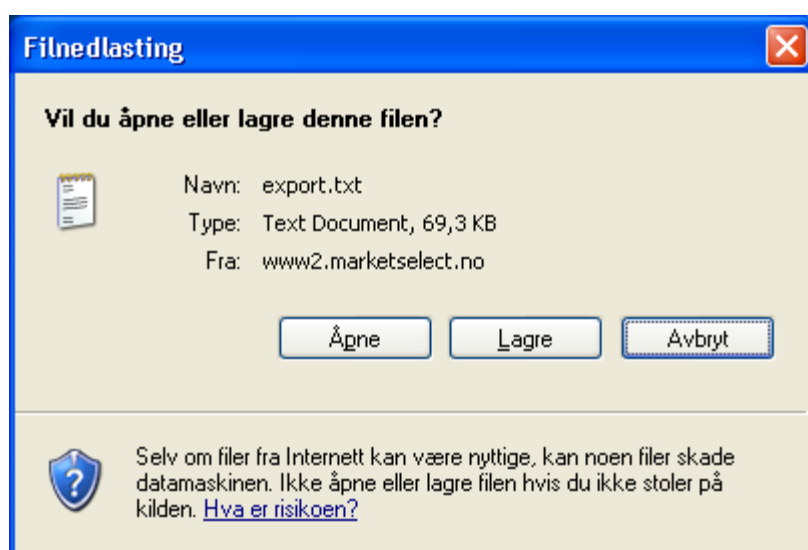 Filnedlasting
Vil du åpne eller lagre denne filen?
Navn: export.txt
Type: Text Document, 69,3 KB
Fra: www2.marketselect.no
Åpne Lagre Avbryt
Selv om filer fra Internett kan være nyttige, kan noen filer skade
datamaskinen. Ikke åpne eller lagre filen hvis du ikke stoler på
kilden. Hva er risikoen?